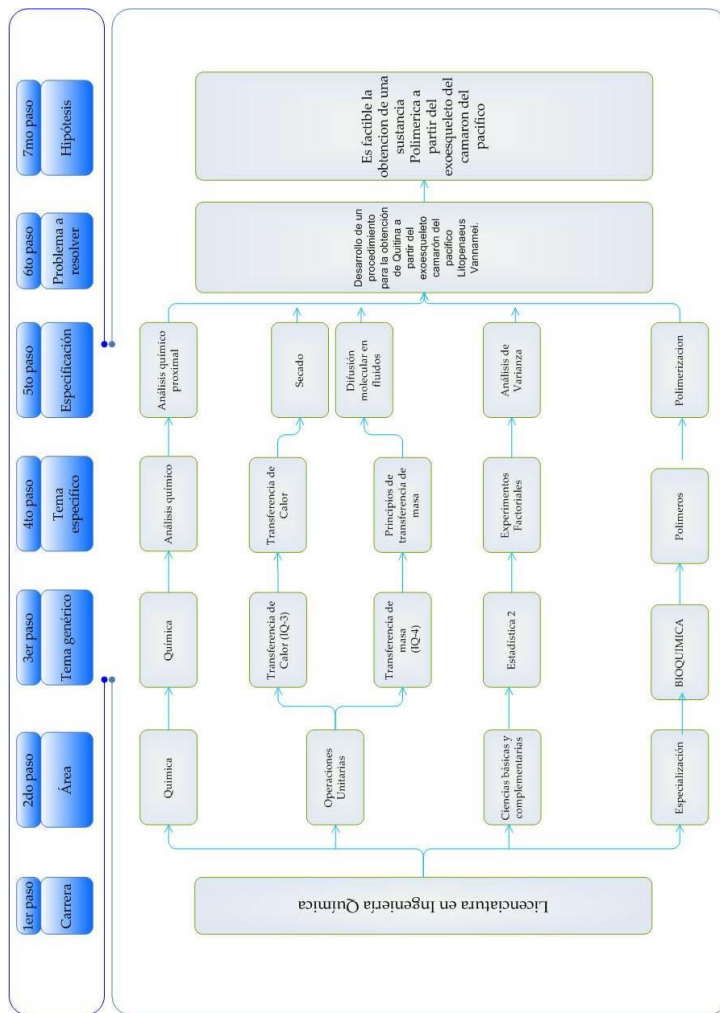 1er paso
Carrera
2do paso
Área
3er paso
Tema genérico
4to paso
Tema
especifico
5to paso
Especificación
6to paso
Problema a
resolver
7mo paso
Hipótesis
Licenciatura en Ingeniería Química
Quimica
Operaciones
Unitarias
Ciencias básicas y
complementarias
Especialización
Química
Transferencia de
Calor (IQ-3)
Transferencia de
masa
(IQ-4)
Estadística 2
BIOQUIMICA
Análisis químico
Transferencia de
Calor
Principios de
transferencia de
masa
Experimentos
Factoriales
Polimeros
Análisis químico
proximal
Secado
Difusión
molecular en
fluidos
Análisis de
Varianza
Polimerizacion
Desarrollo de un
procedimiento
para la obtención
de Quitina a
partir del
exoesqueleto
camarón del
pacifico
Litopenaeus
Vannamei.
Es factible la
obtencion de una
sustancia
Polimerica a
partir del
exoesqueleto del
camaron del
pacifico